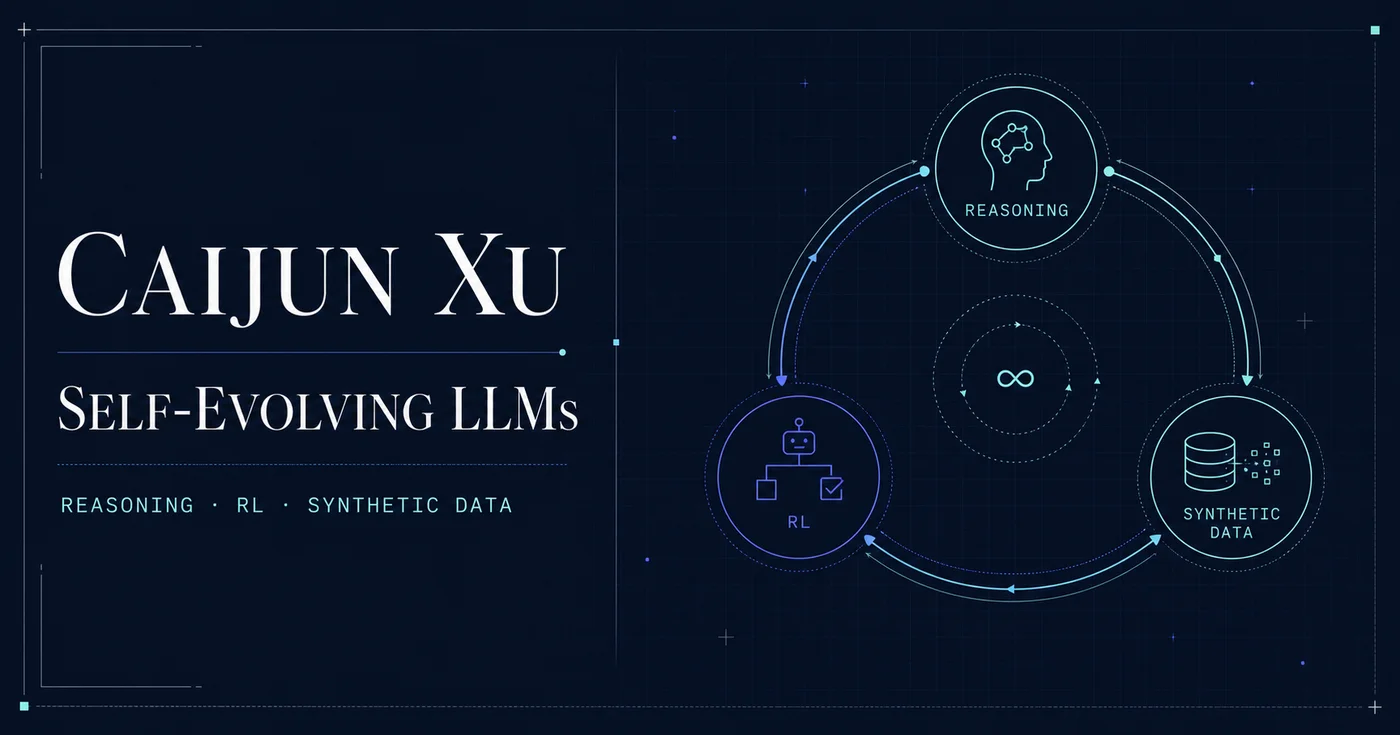 Caijun Xu
Self-Evolving LLMs
REASONING · RL · SYNTHETIC DATA
REASONING
RL
SYNTHETIC
DATA